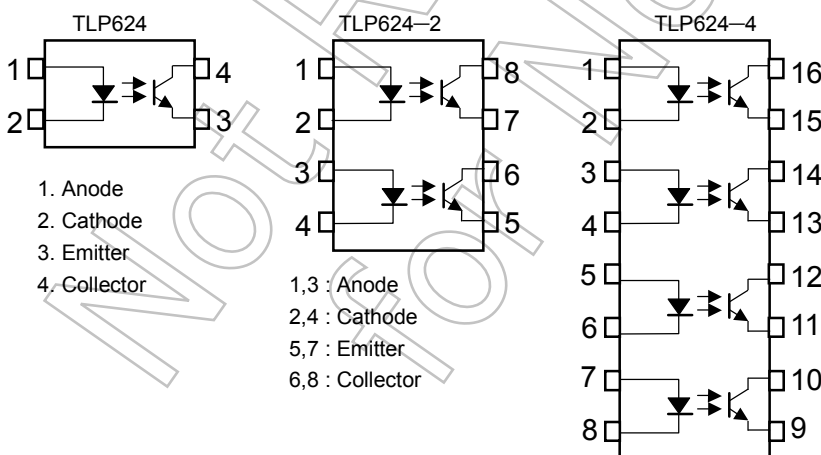 TLP624
1
4
2
3
1. Anode
2. Cathode
3. Emitter
4. Collector
TLP624—2
1
8
2
7
3
6
4
5
1,3 : Anode
2,4 : Cathode
5,7 : Emitter
6,8 : Collector
TLP624—4
1
16
2
15
3
14
4
13
5
12
6
11
7
10
8
9
Not
for